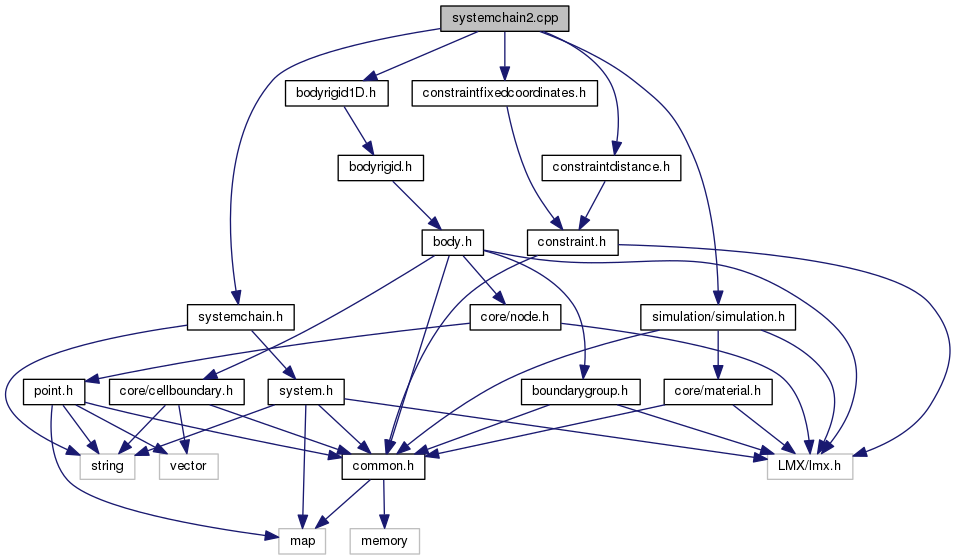 systemchain2.cpp
bodyrigid1D.h
constraintfixedcoordinates.h
bodyrigid.h
constraintdistance.h
body.h
constraint.h
systemchain.h
core/node.h
simulation/simulation.h
point.h
core/cellboundary.h
system.h
boundarygroup.h
core/material.h
string
vector
common.h
LMX/lmx.h
map
memory